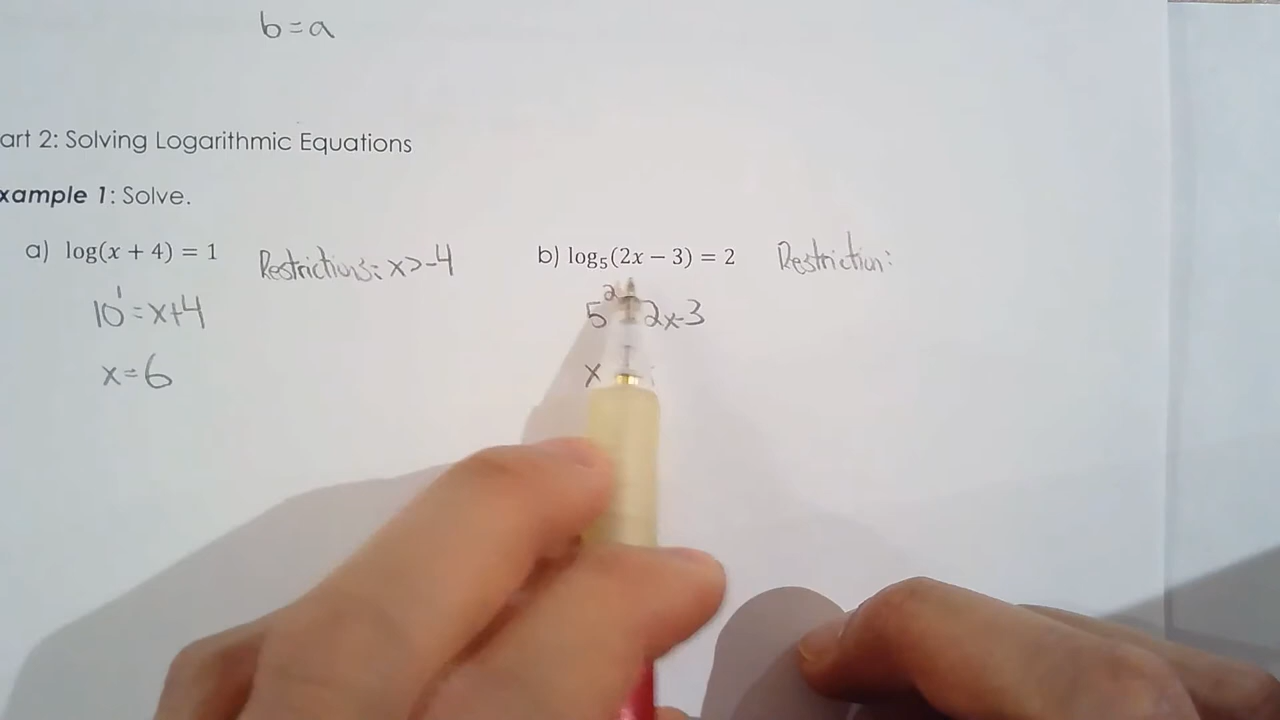 b=a
art 2: Solving Logarithmic Equations
xample 1: Solve.
a) log(x + 4) = 1
Restrictions: x>-4
b) log₅(2x − 3) = 2
Restriction:
10¹=x+4
5² 2x-3
x=6
x